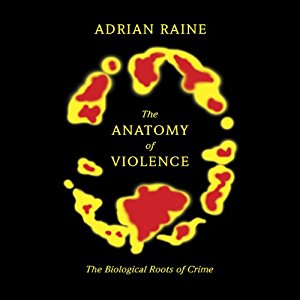 ADRIAN RAINE
The
ANATOMY
of
VIOLENCE
The Biological Roots of Crime